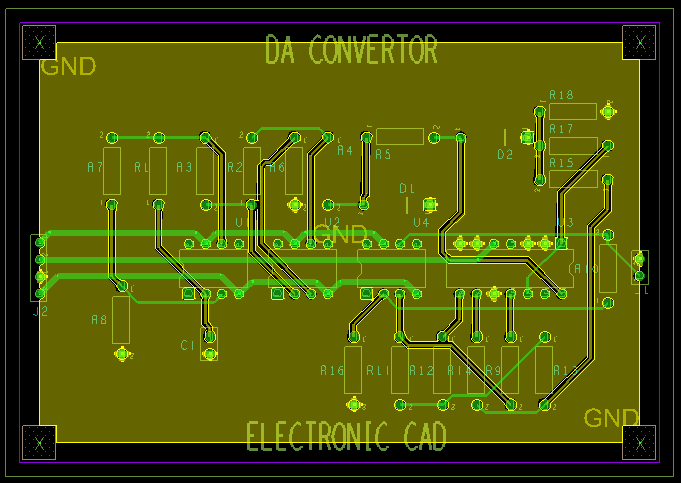 DA CONVERTOR
GND
R18
R17
R15
D2
R4
R5
R7
R1
R3
R2
R6
D1
U1
U2
U4
U3
GND
R10
J1
J2
R8
C1
R16
R11
R12
R14
R9
R13
GND
ELECTRONIC CAD